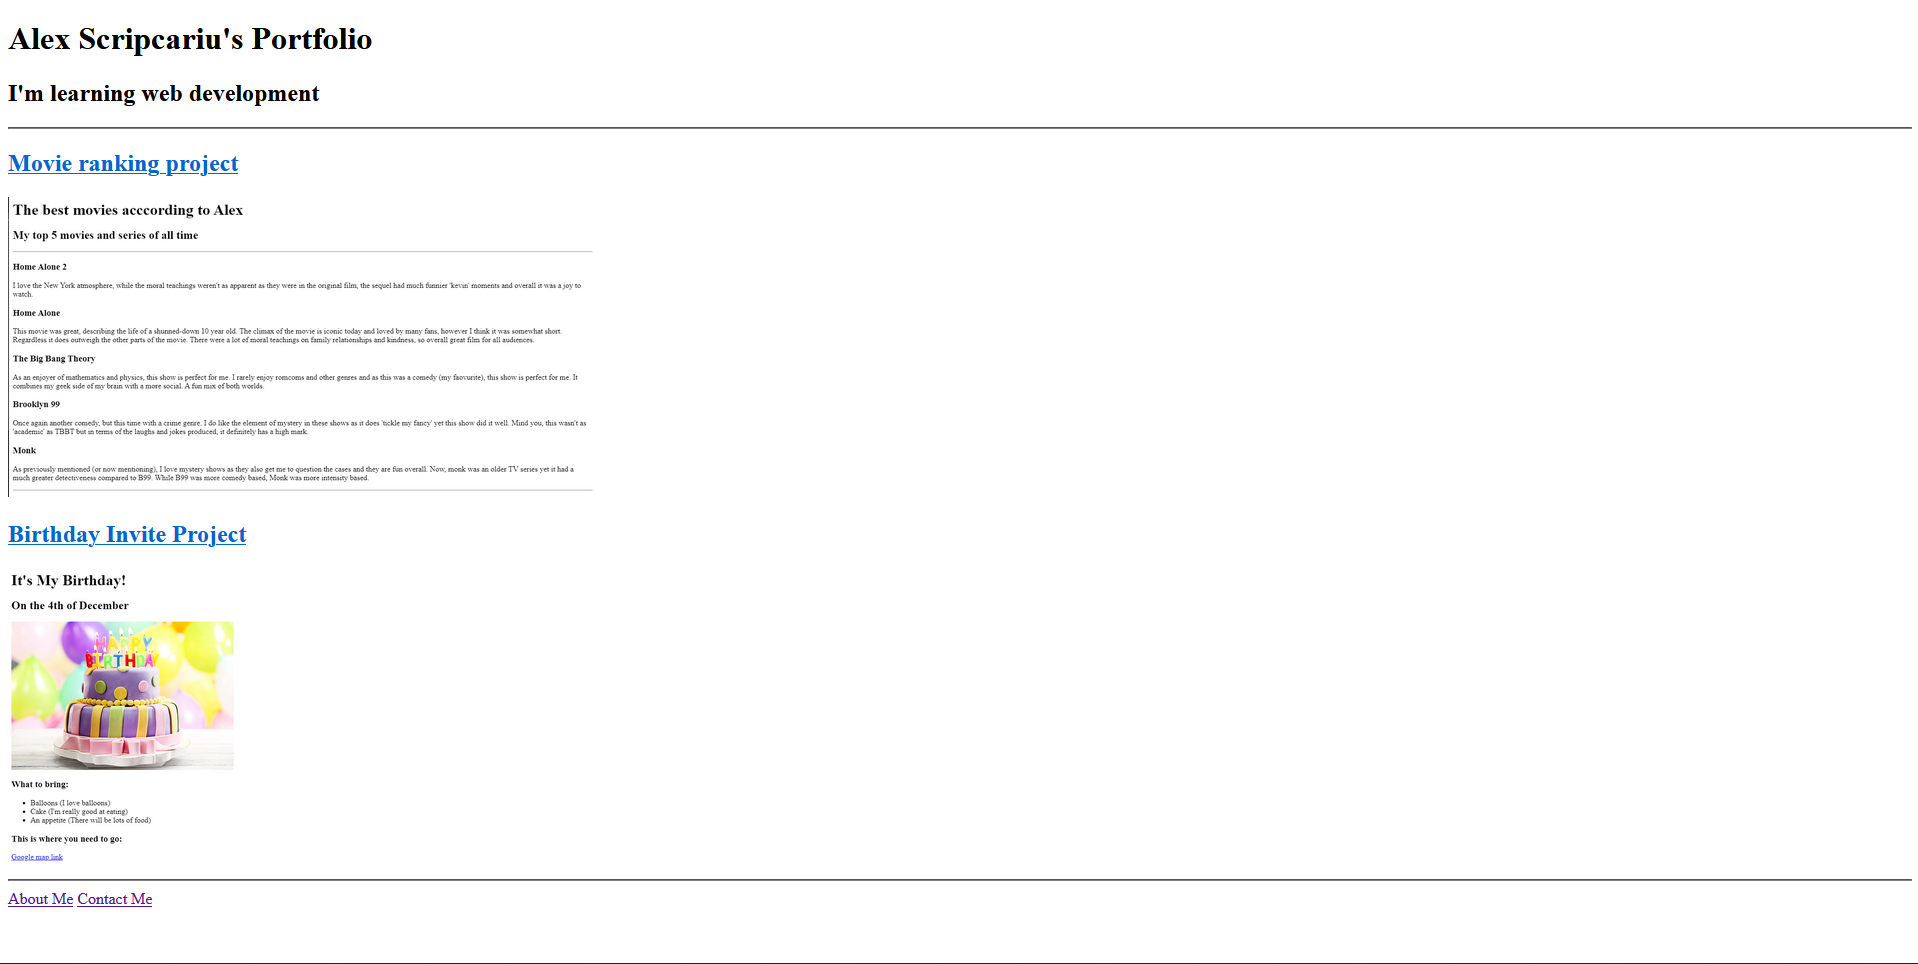 Alex Scripcariu's Portfolio
I'm learning web development
Movie ranking project
The best movies acccording to Alex
My top 5 movies and series of all time
Home Alone 2
I love the New York atmosphere, while the moral teachings weren't as apparent as they were in the original film, the sequel had much funnier 'kevin' moments and overall it was a joy to
watch.
Home Alone
This movie was great, describing the life of a shunned-down 10 year old. The climax of the movie is iconic today and loved by many fans, however I think it was somewhat short.
Regardless it does outweigh the other parts of the movie. There were a lot of moral teachings on family relationships and kindness, so overall great film for all audiences.
The Big Bang Theory
As an enjoyer of mathematics and physics, this show is perfect for me. I rarely enjoy romcoms and other genres and as this was a comedy (my faovurite), this show is perfect for me. It
combines my geek side of my brain with a more social. A fun mix of both worlds.
Brooklyn 99
Once again another comedy, but this time with a crime genre. I do like the element of mystery in these shows as it does 'tickle my fancy' yet this show did it well. Mind you, this wasn't as
'academic' as TBBT but in terms of the laughs and jokes produced, it definitely has a high mark.
Monk
As previously mentioned (or now mentioning), I love mystery shows as they also get me to question the cases and they are fun overall. Now, monk was an older TV series yet it had a
much greater detectiveness compared to B99. While B99 was more comedy based, Monk was more intensity based.
Birthday Invite Project
It's My Birthday!
On the 4th of December
HAPPY
BIRTHDAY
What to bring:
• Balloons (I love balloons)
• Cake (I'm really good at eating)
• An appetite (There will be lots of food)
This is where you need to go:
Google map link
About Me Contact Me